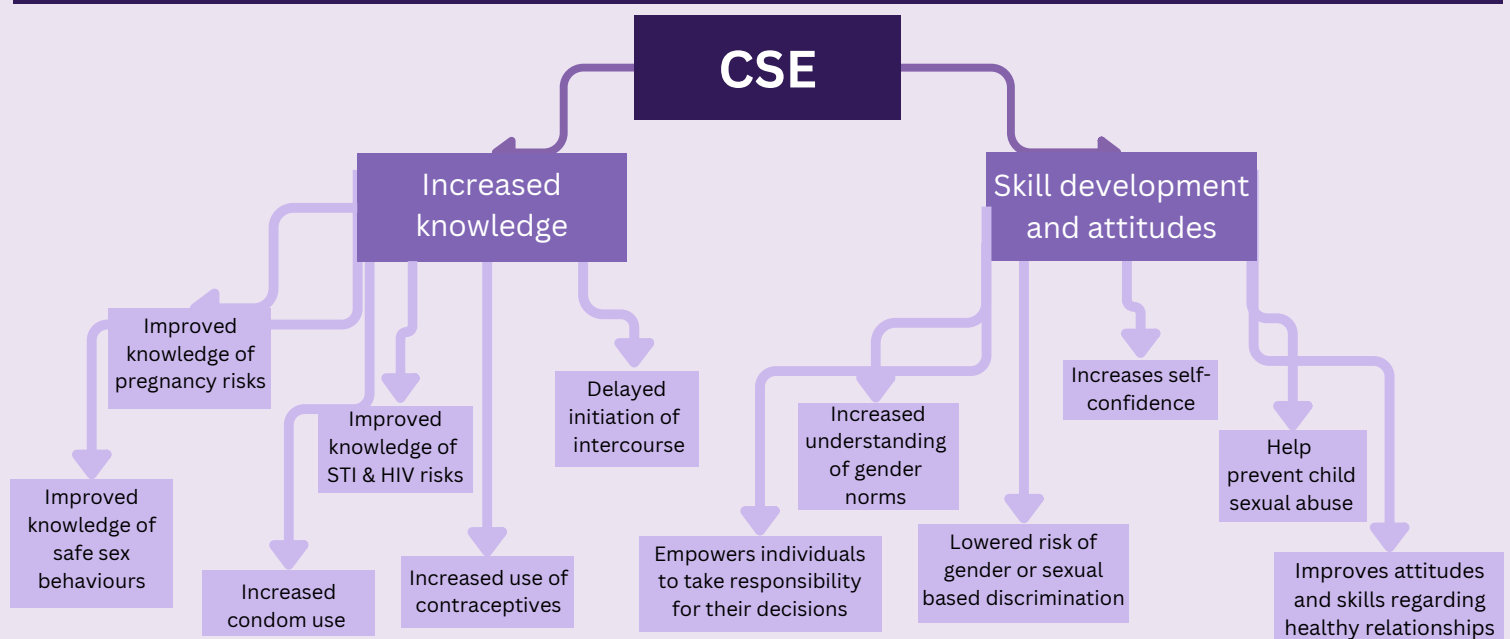 CSE
Increased
knowledge
Skill development
and attitudes
Improved
knowledge of
pregnancy risks
Improved
knowledge of
safe sex
behaviours
Increased
condom use
Improved
knowledge of
STI & HIV risks
Increased use of
contraceptives
Delayed
initiation of
intercourse
Empowers individuals
to take responsibility
for their decisions
Increased
understanding
of gender
norms
Lowered risk of
gender or sexual
based discrimination
Increases self-
confidence
Help
prevent child
sexual abuse
Improves attitudes
and skills regarding
healthy relationships